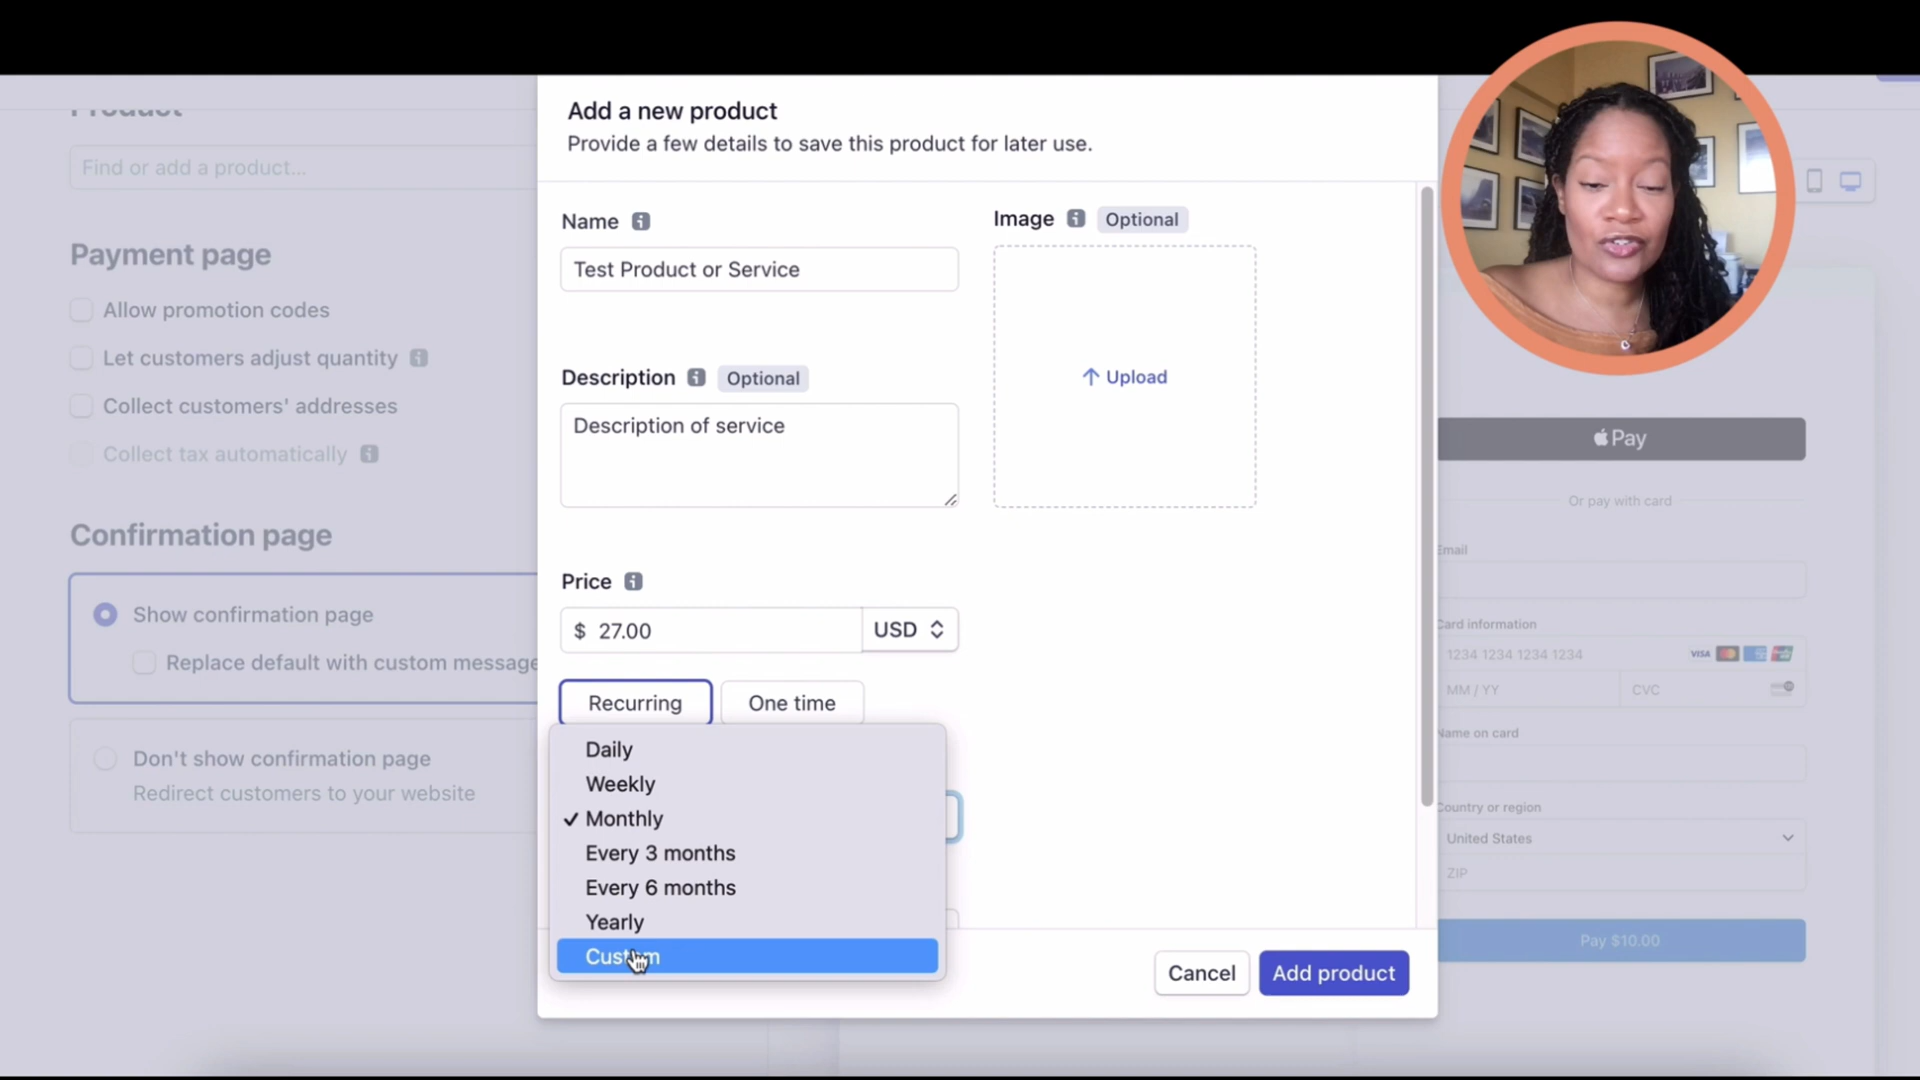 Product
Find or add a product...
Payment page
Allow promotion codes
Let customers adjust quantity
Collect customers' addresses
Collect tax automatically
Confirmation page
Show confirmation page
Replace default with custom message
Don't show confirmation page
Redirect customers to your website
Add a new product
Provide a few details to save this product for later use.
Name
Test Product or Service
Image Optional
Upload
Description Optional
Description of service
Price
$ 27.00 USD
Recurring One time
Daily
Weekly
Monthly
Every 3 months
Every 6 months
Yearly
Custom
Cancel Add product
Pay
Or pay with card
Email
Card information
1234 1234 1234 1234 VISA
MM / YY CVC
Name on card
Country or region
United States
ZIP
Pay $10.00